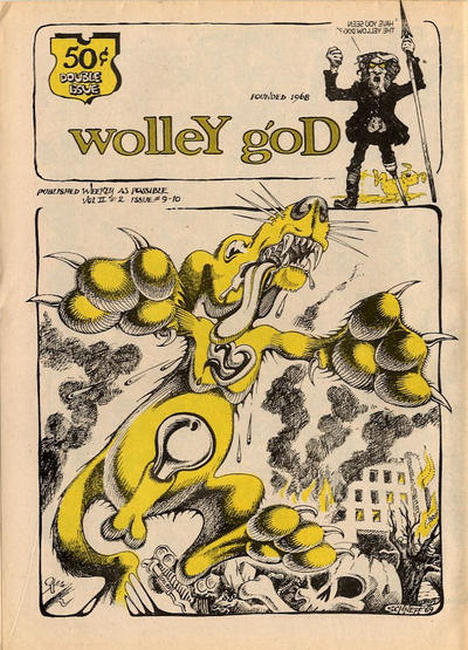 50¢
DOUBLE
ISSUE
HAVE YOU SEEN
THE YELLOW DOG?
FOUNDED 1968
wolleY goD
PUBLISHED WEEKLY AS POSSIBLE
VOL II # 2 ISSUE # 9-10